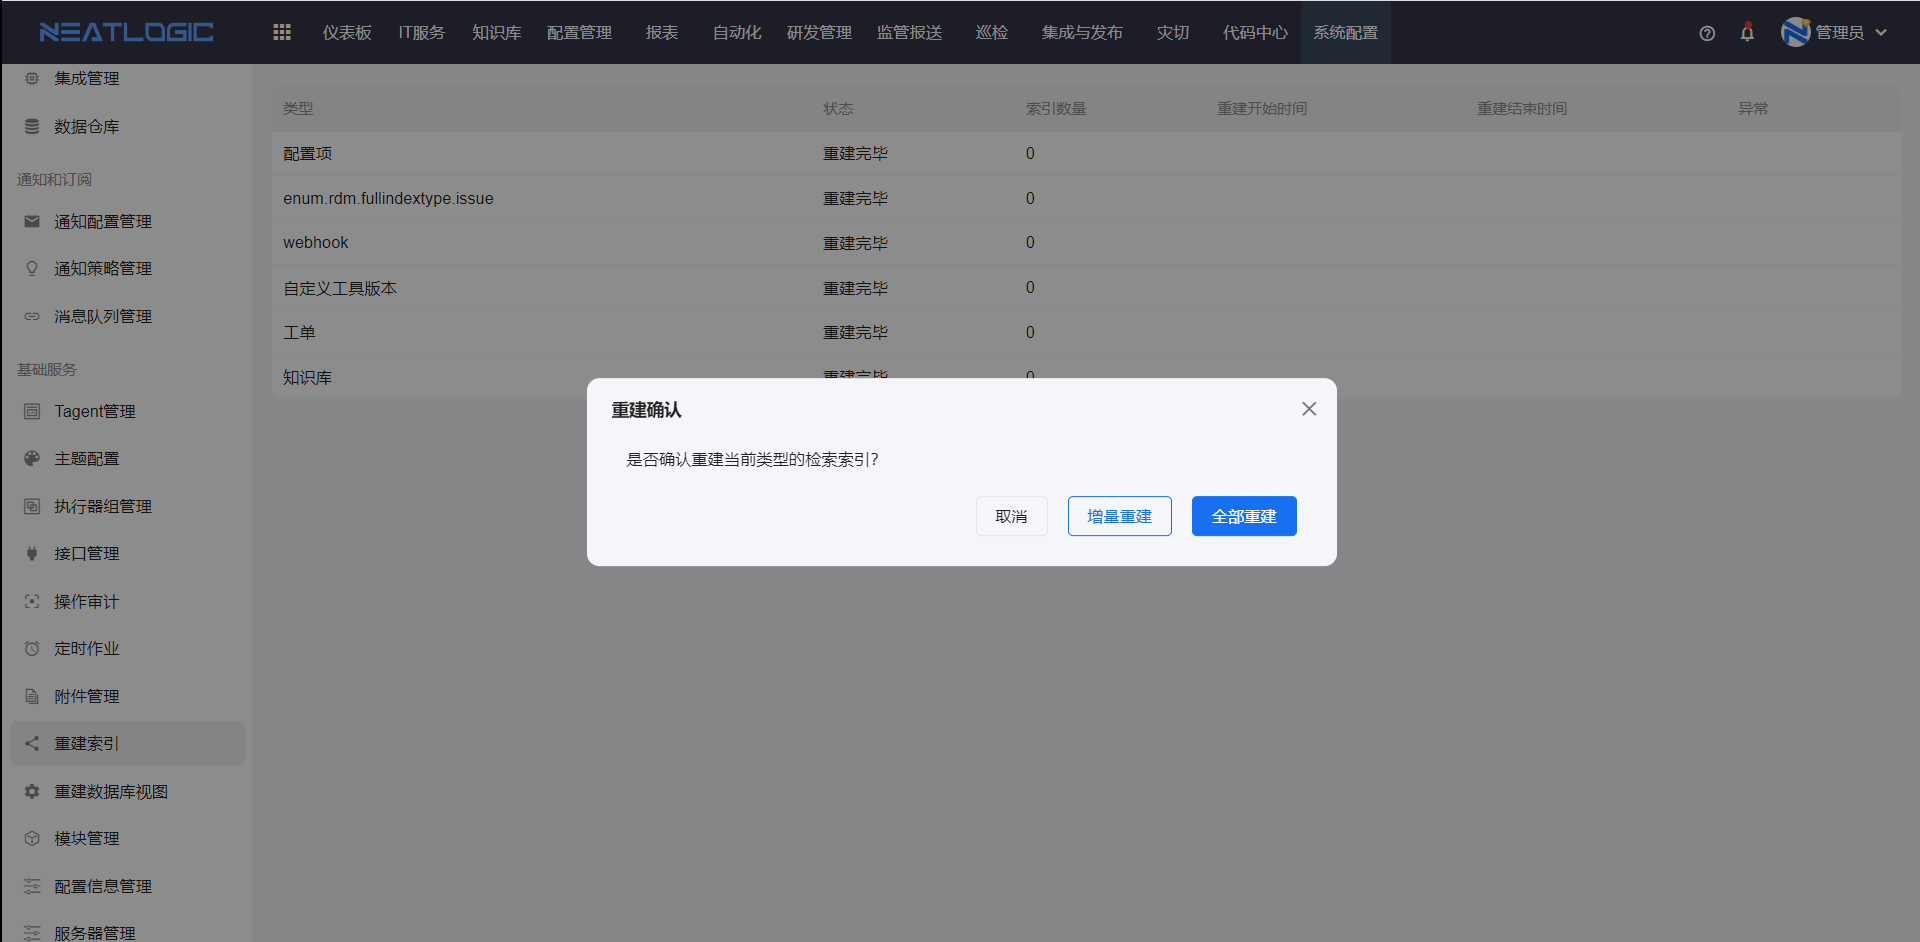 NEATLOGIC 仪表板 IT服务 知识库 配置管理 报表 自动化 研发管理 监管报送 巡检 集成与发布 灾切 代码中心 系统配置 管理员
集成管理
数据仓库
通知和订阅
通知配置管理
通知策略管理
消息队列管理
基础服务
Tagent管理
主题配置
执行器组管理
接口管理
操作审计
定时作业
附件管理
重建索引
重建数据库视图
模块管理
配置信息管理
服务器管理
类型 状态 索引数量 重建开始时间 重建结束时间 异常
配置项 重建完毕 0
enum.rdm.fullindextype.issue 重建完毕 0
webhook 重建完毕 0
自定义工具版本 重建完毕 0
工单 重建完毕 0
知识库 重建完毕 0
重建确认
是否确认重建当前类型的检索索引?
取消 增量重建 全部重建